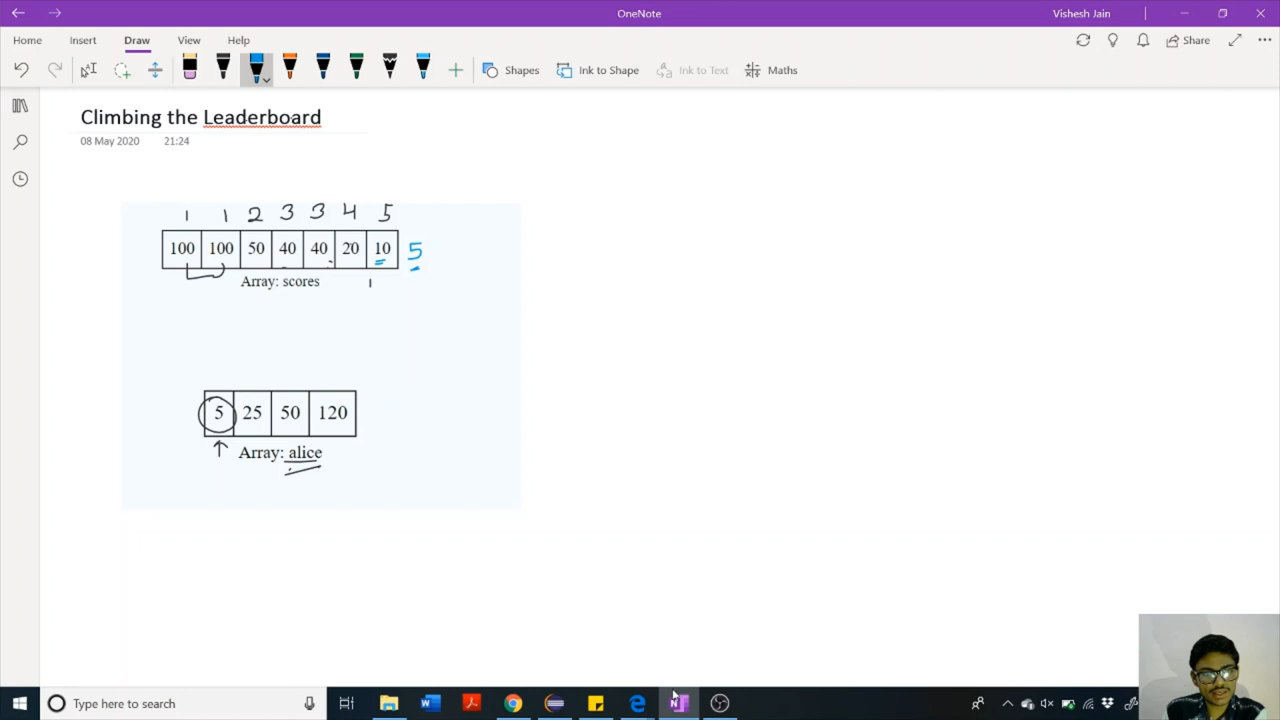 OneNote
Vishesh Jain
Home Insert Draw View Help
Share
Shapes Ink to Shape Ink to Text Maths
Climbing the Leaderboard
08 May 2020 21:24
1 1 2 3 3 4 5
100 100 50 40 40 20 10 5
Array: scores
5 25 50 120
Array: alice
Type here to search